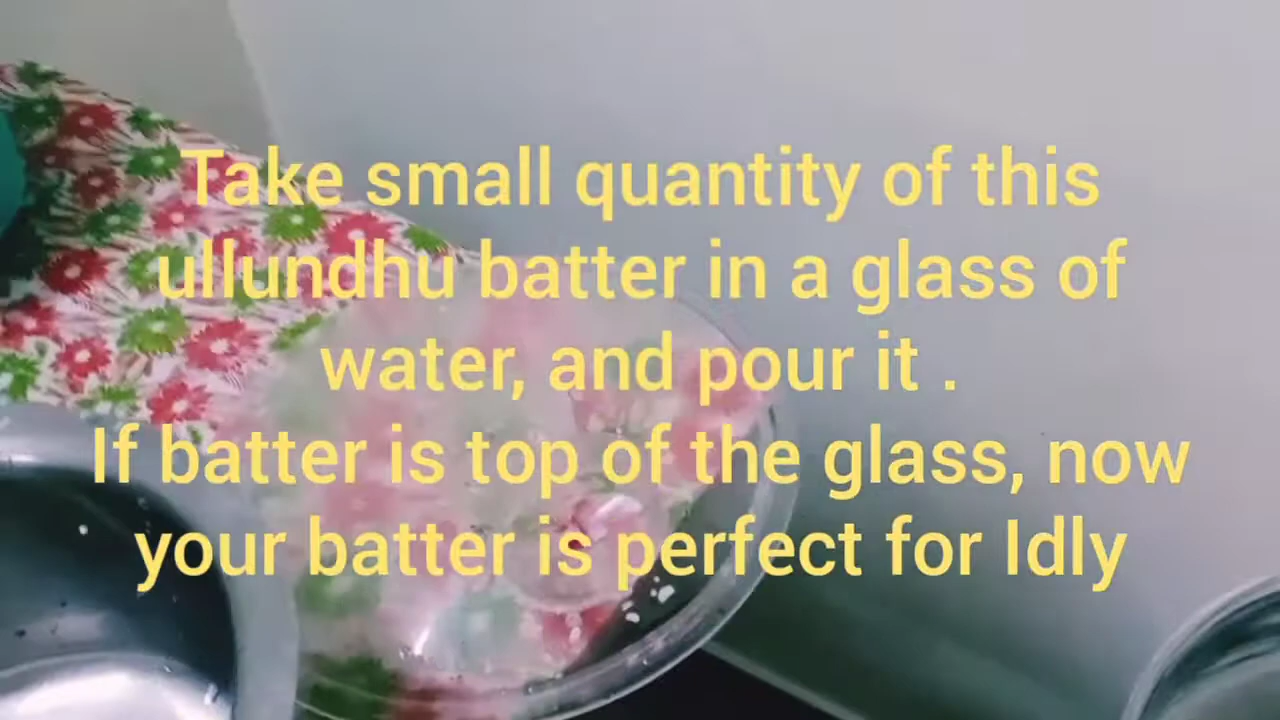 Take small quantity of this
ullundhu batter in a glass of
water, and pour it .
If batter is top of the glass, now
your batter is perfect for Idly